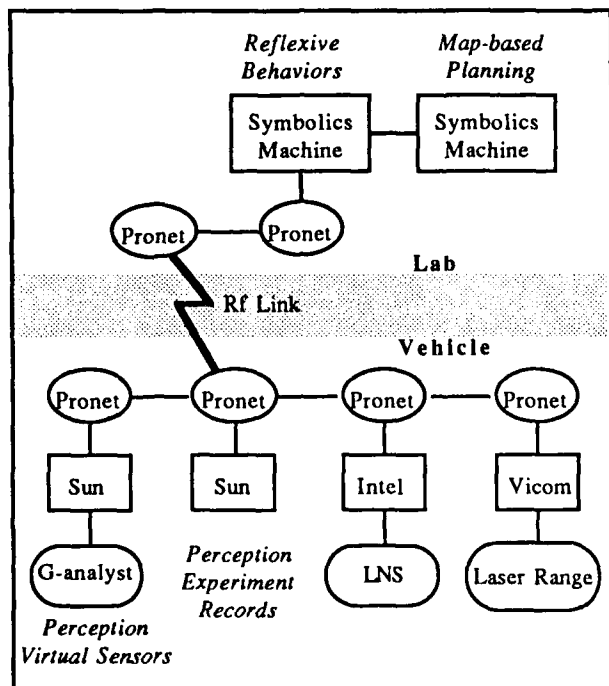 Reflexive
Behaviors
Map-based
Planning
Symbolics
Machine
Symbolics
Machine
Pronet
Pronet
Lab
Rf Link
Vehicle
Pronet
Pronet
Pronet
Pronet
Sun
Sun
Intel
Vicom
G-analyst
Perception
Experiment
Records
LNS
Laser Range
Perception
Virtual Sensors